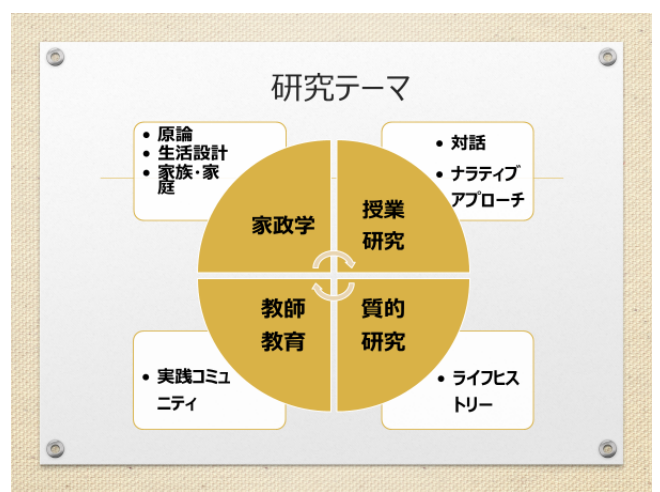 研究テーマ
• 原論
• 生活設計
• 家族・家
庭
• 対話
• ナラティブ
アプローチ
家政学
授業
研究
教師
教育
質的
研究
• 実践コミュ
ニティ
• ライフヒス
トリー